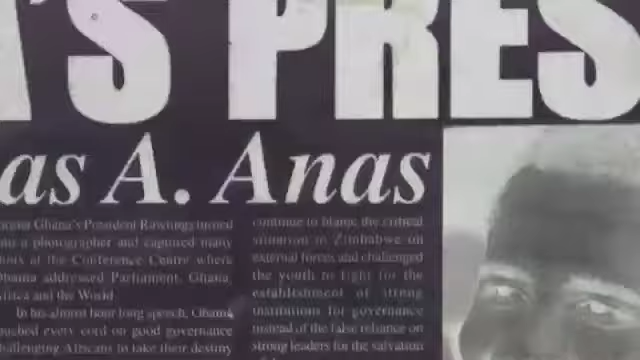 'S PRES
as A. Anas
Ghana's President Rawlings turned
a photographer and captured many
at the Conference Centre where
Obama addressed Parliament, Ghana,
Africa and the World
In his almost hour long speech, Obama
pushed every cord on good governance
challenging Africans to take their destiny
continue to blame the critical
situation in Zimbabwe on
external forces and challenged
the youth to fight for the
establishment of strong
institutions for governance
instead of the false reliance on
strong leaders for the salvation